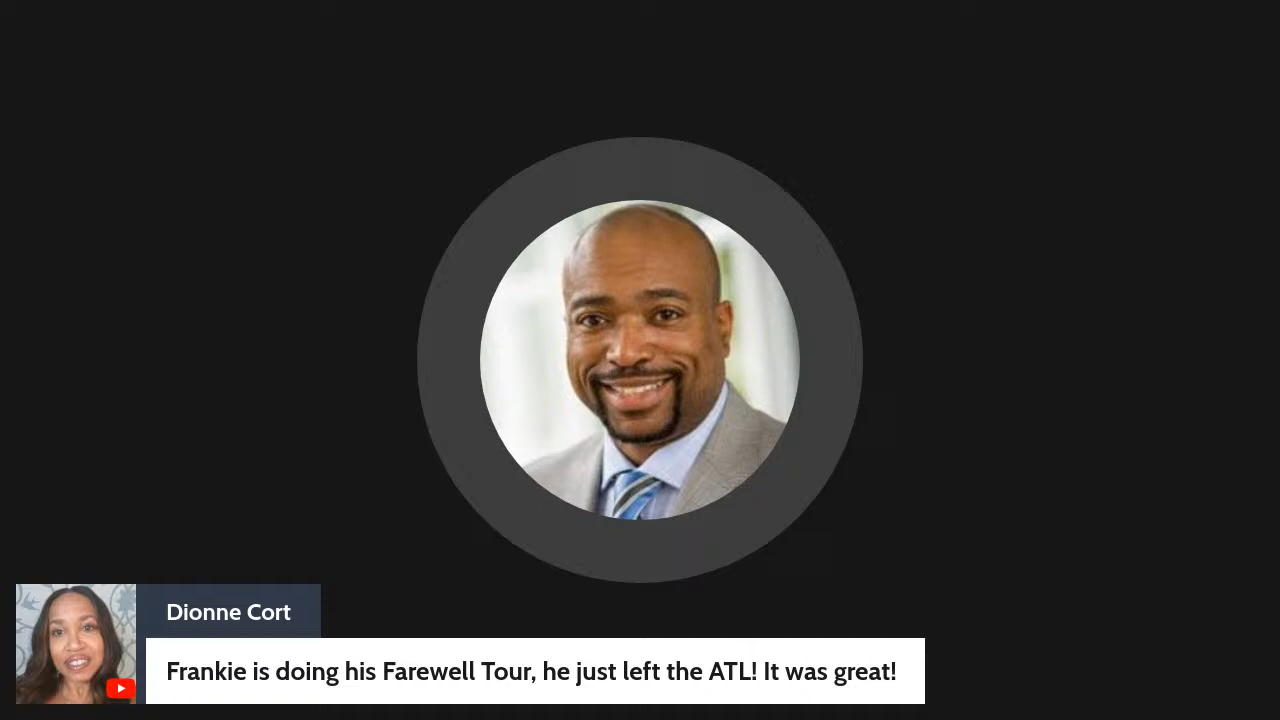 Dionne Cort
Frankie is doing his Farewell Tour, he just left the ATL! It was great!